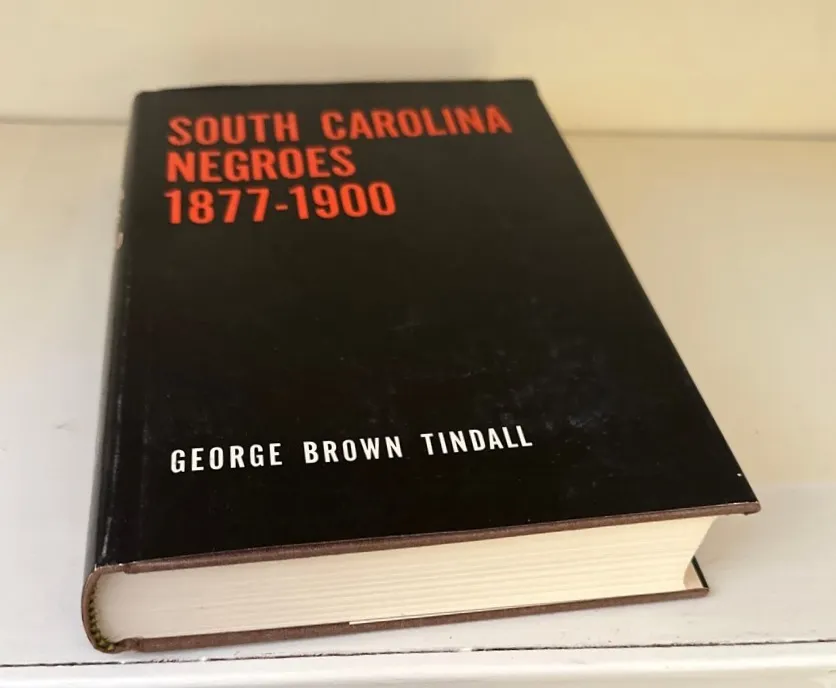 SOUTH CAROLINA
NEGROES
1877-1900
GEORGE BROWN TINDALL